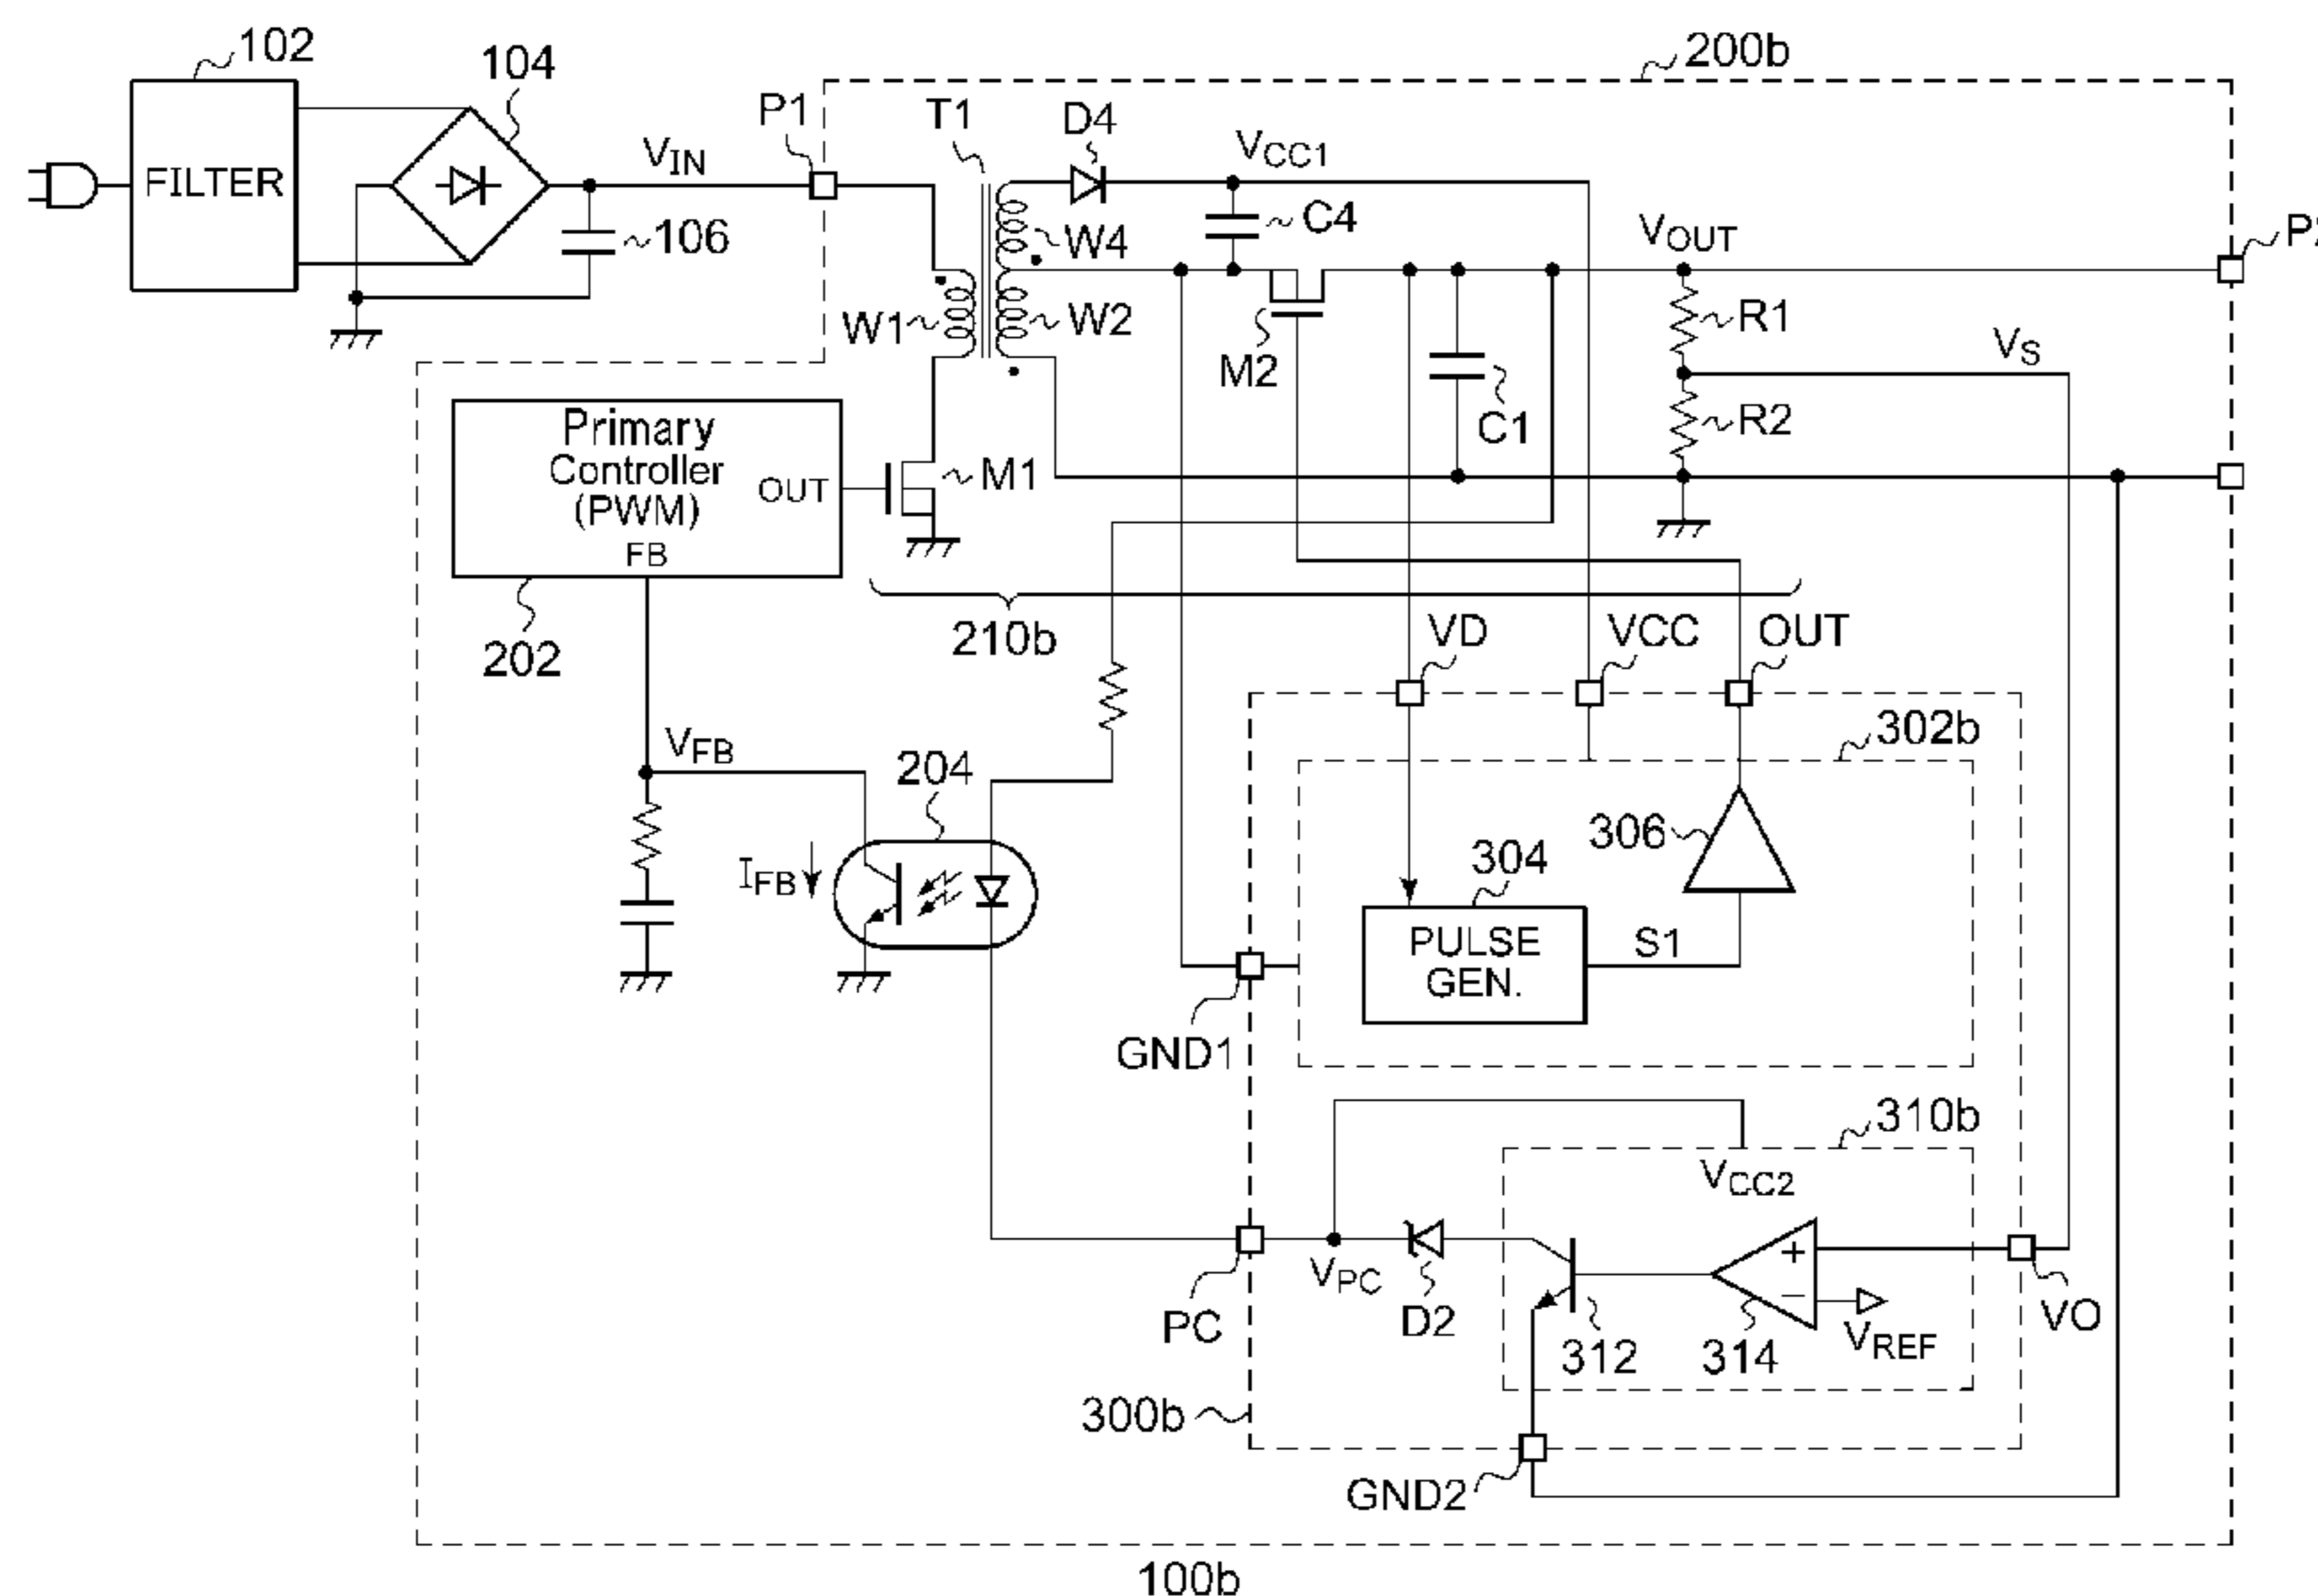 102
104
200b
FILTER
106
VIN
P1
T1
D4
VCC1
C4
W4
VOUT
W1
W2
M2
C1
R1
VS
R2
Primary
Controller
(PWM)
OUT
FB
M1
202
210b
VD
VCC
OUT
302b
VFB
204
IFB
306
304
PULSE
GEN.
S1
GND1
310b
VCC2
PC
VPC
D2
312
+
−
314
VREF
VO
300b
GND2
100b